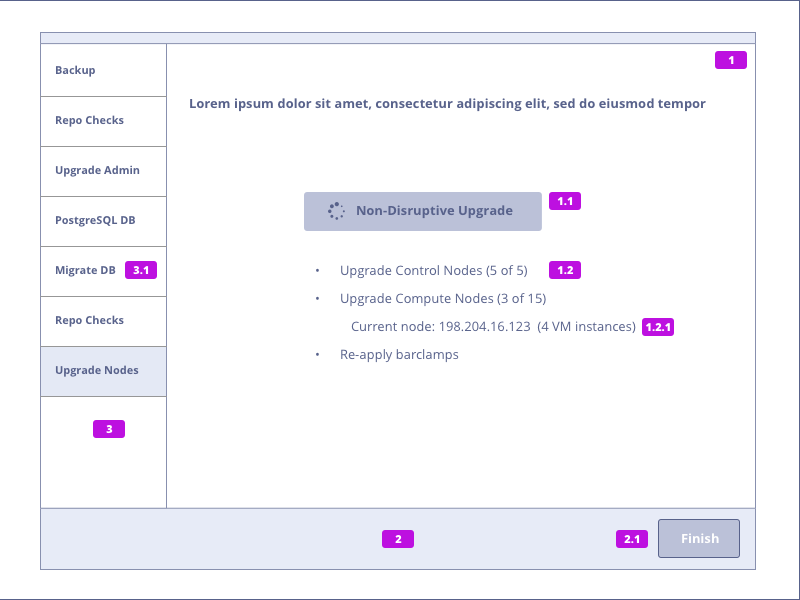 1
Backup
Lorem ipsum dolor sit amet, consectetur adipiscing elit, sed do eiusmod tempor
Repo Checks
Upgrade Admin
Non-Disruptive Upgrade 1.1
PostgreSQL DB
Migrate DB 3.1
• Upgrade Control Nodes (5 of 5) 1.2
• Upgrade Compute Nodes (3 of 15)
Repo Checks
Current node: 198.204.16.123 (4 VM instances) 1.2.1
• Re-apply barclamps
Upgrade Nodes
3
2
2.1
Finish